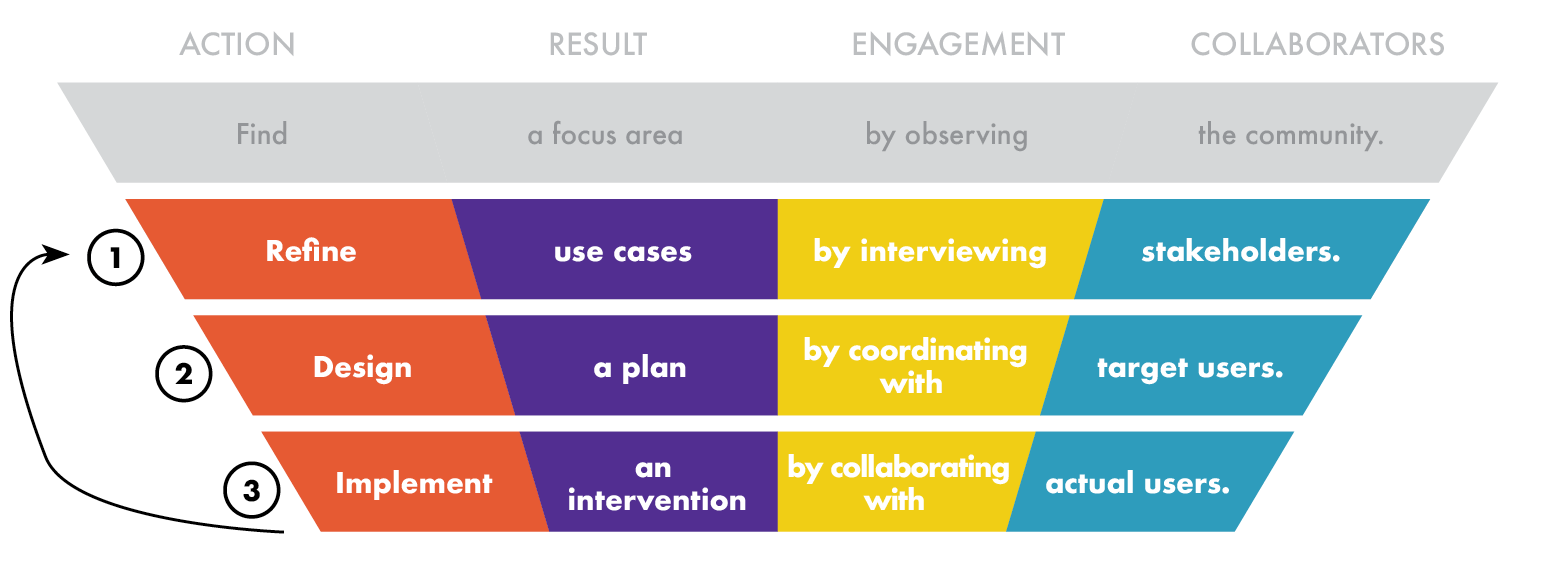 ACTION RESULT ENGAGEMENT COLLABORATORS
Find a focus area by observing the community.
1 Refine use cases by interviewing stakeholders.
2 Design a plan by coordinating with target users.
3 Implement an intervention by collaborating with actual users.